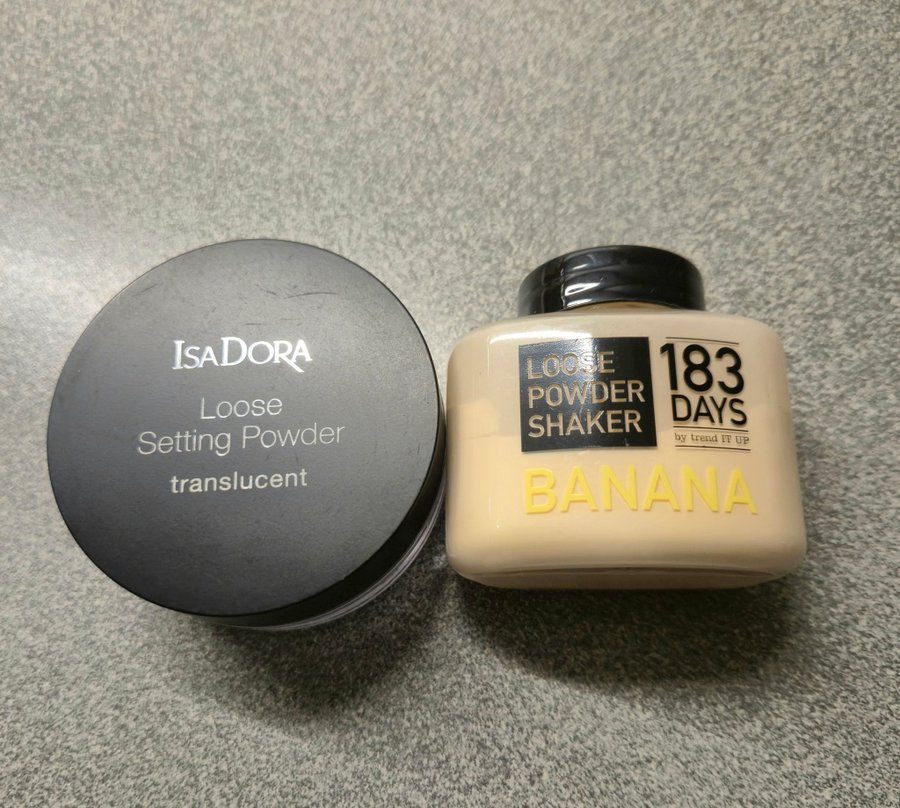 ISADORA
Loose
Setting Powder
translucent
LOOSE
POWDER
SHAKER
183
DAYS
by trend IT UP
BANANA